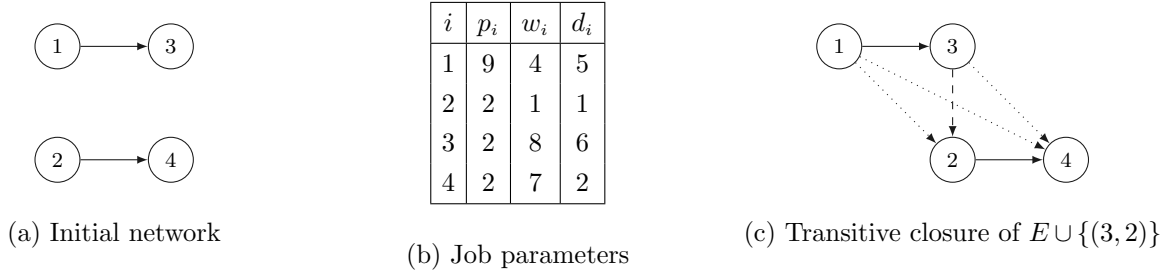 1 3
2 4
(a) Initial network
i p_i w_i d_i
1 9 4 5
2 2 1 1
3 2 8 6
4 2 7 2
(b) Job parameters
1 3
2 4
(c) Transitive closure of E ∪ {(3, 2)}